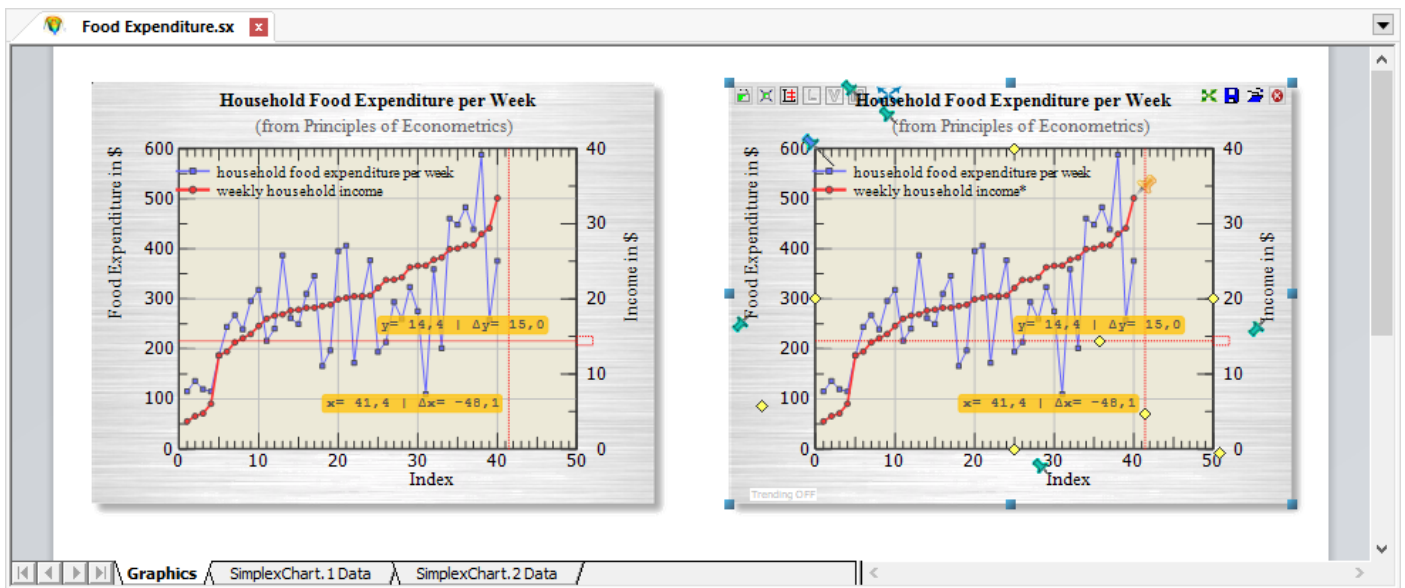 Food Expenditure.sx x
Household Food Expenditure per Week
(from Principles of Econometrics)
Food Expenditure in $
600
500
400
300
200
100
0
household food expenditure per week
weekly household income
y= 14,4 | Δy= 15,0
x= 41,4 | Δx= -48,1
40
30
20
10
0
Income in $
0 10 20 30 40 50
Index
L V
Household Food Expenditure per Week
(from Principles of Econometrics)
Food Expenditure in $
600
500
400
300
200
100
0
household food expenditure per week
weekly household income*
y= 14,4 | Δy= 15,0
x= 41,4 | Δx= -48,1
40
30
20
10
0
Income in $
0 10 20 30 40 50
Index
Trending OFF
Graphics SimplexChart.1 Data SimplexChart.2 Data